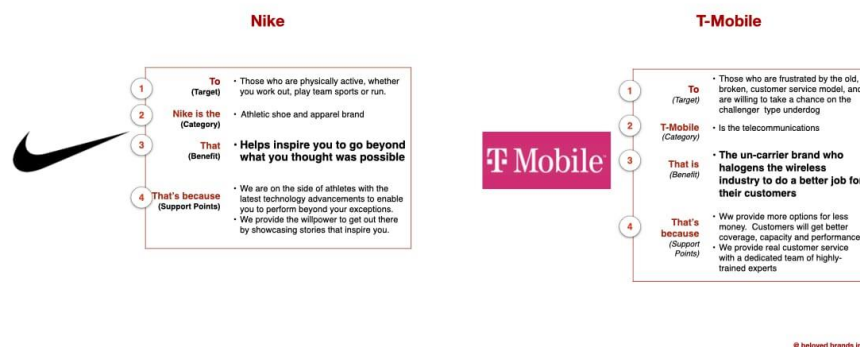 Nike
1
To
(Target)
• Those who are physically active, whether
you work out, play team sports or run.
2
Nike is the
(Category)
• Athletic shoe and apparel brand
3
That
(Benefit)
• Helps inspire you to go beyond
what you thought was possible
4
That's because
(Support Points)
• We are on the side of athletes with the
latest technology advancements to enable
you to perform beyond your exceptions.
• We provide the willpower to get out there
by showcasing stories that inspire you.
T-Mobile
T Mobile
1
To
(Target)
• Those who are frustrated by the old,
broken, customer service model, and
are willing to take a chance on the
challenger type underdog
2
T-Mobile
(Category)
• Is the telecommunications
3
That is
(Benefit)
• The un-carrier brand who
halogens the wireless
industry to do a better job for
their customers
4
That's
because
(Support
Points)
• Ww provide more options for less
money. Customers will get better
coverage, capacity and performance
• We provide real customer service
with a dedicated team of highly-
trained experts
@ beloved brands